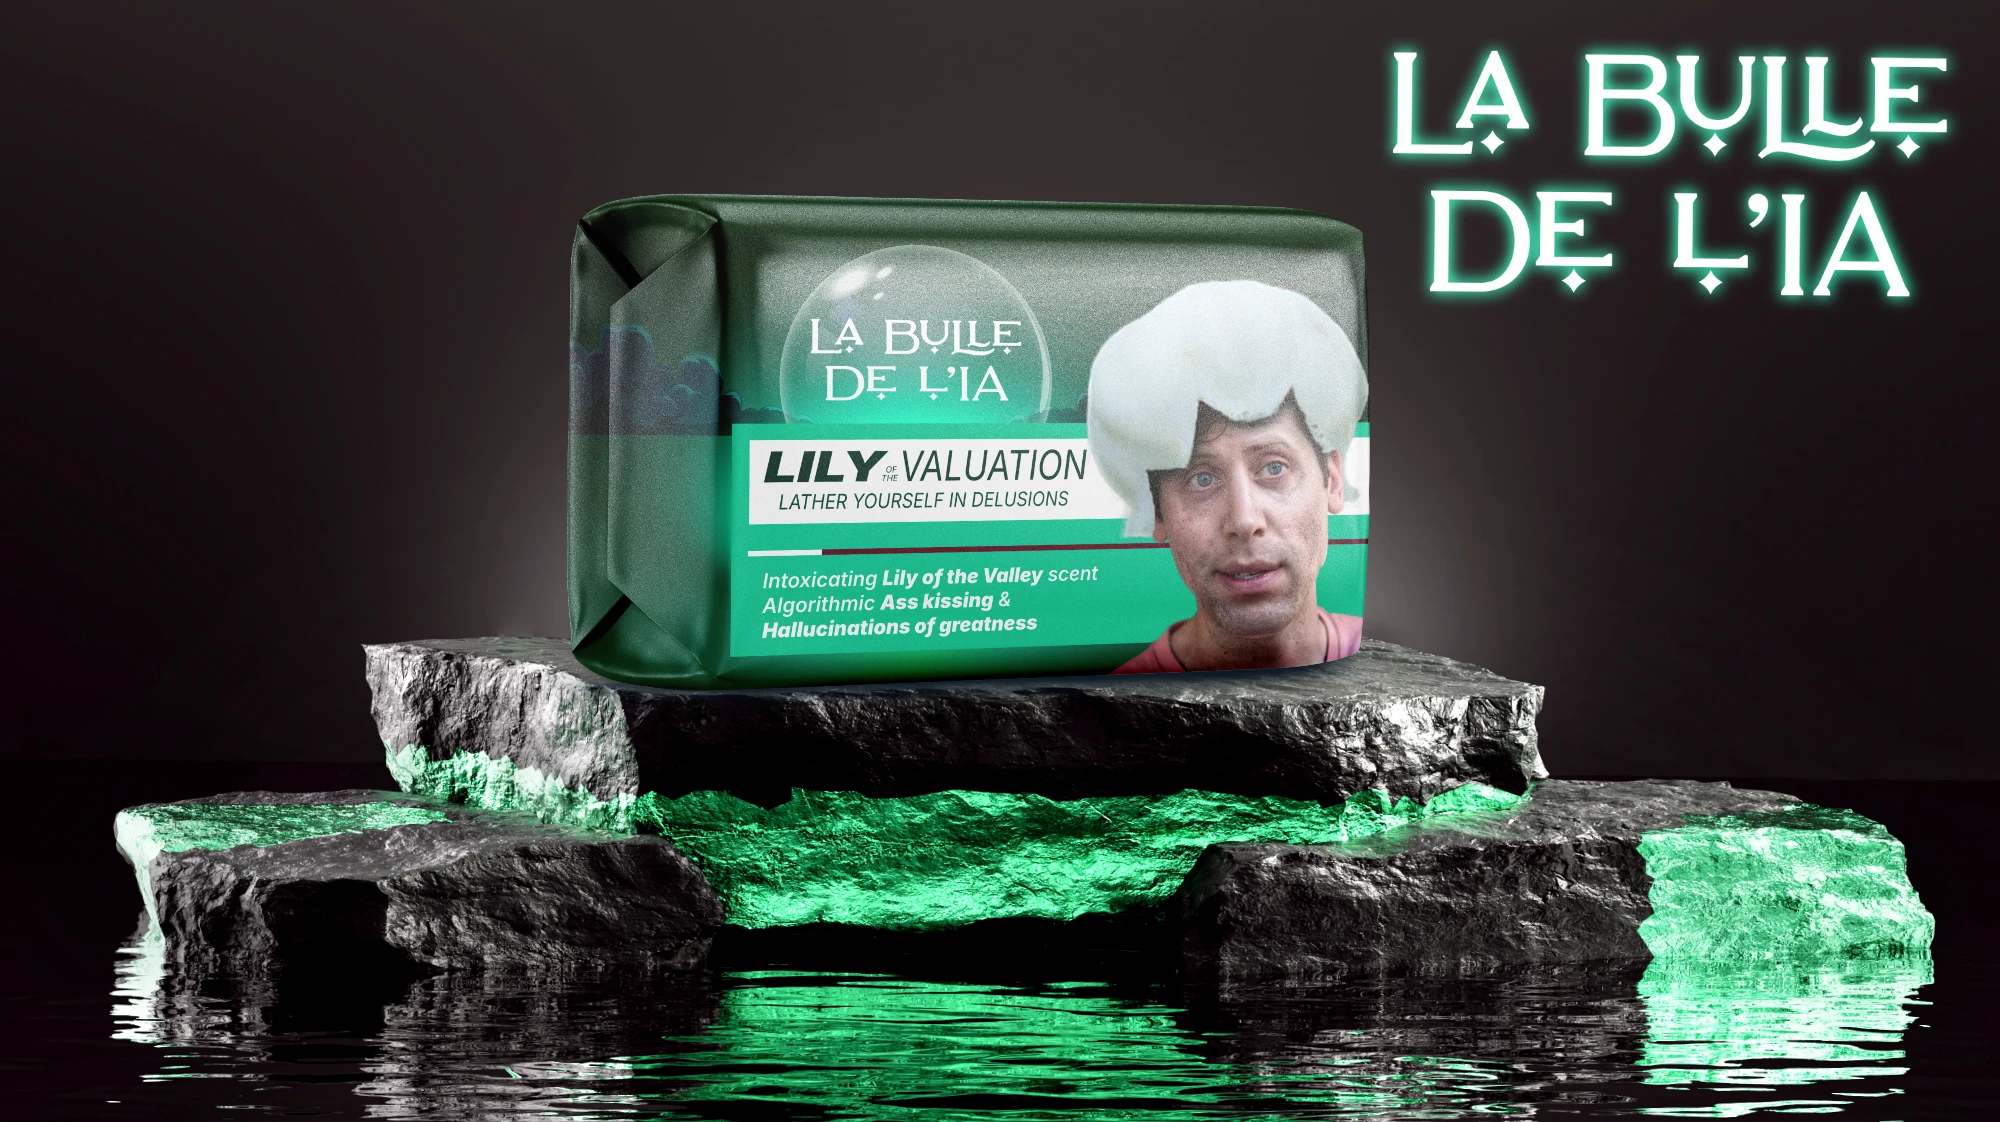 LA BULLE
DE L'IA
LA BULLE
DE L'IA
LILY OF THE VALUATION
LATHER YOURSELF IN DELUSIONS
Intoxicating Lily of the Valley scent
Algorithmic Ass kissing &
Hallucinations of greatness